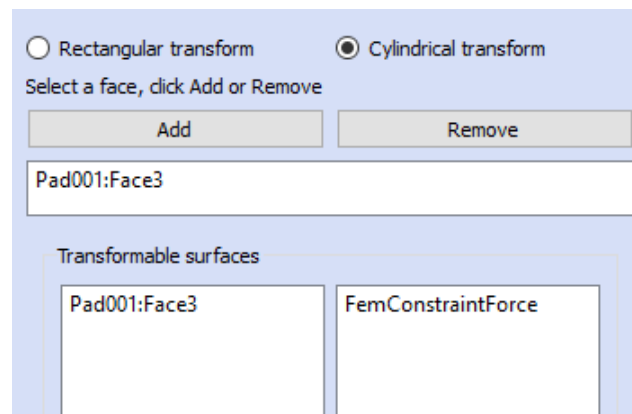 Rectangular transform Cylindrical transform
Select a face, click Add or Remove
Add Remove
Pad001:Face3
Transformable surfaces
Pad001:Face3 FemConstraintForce